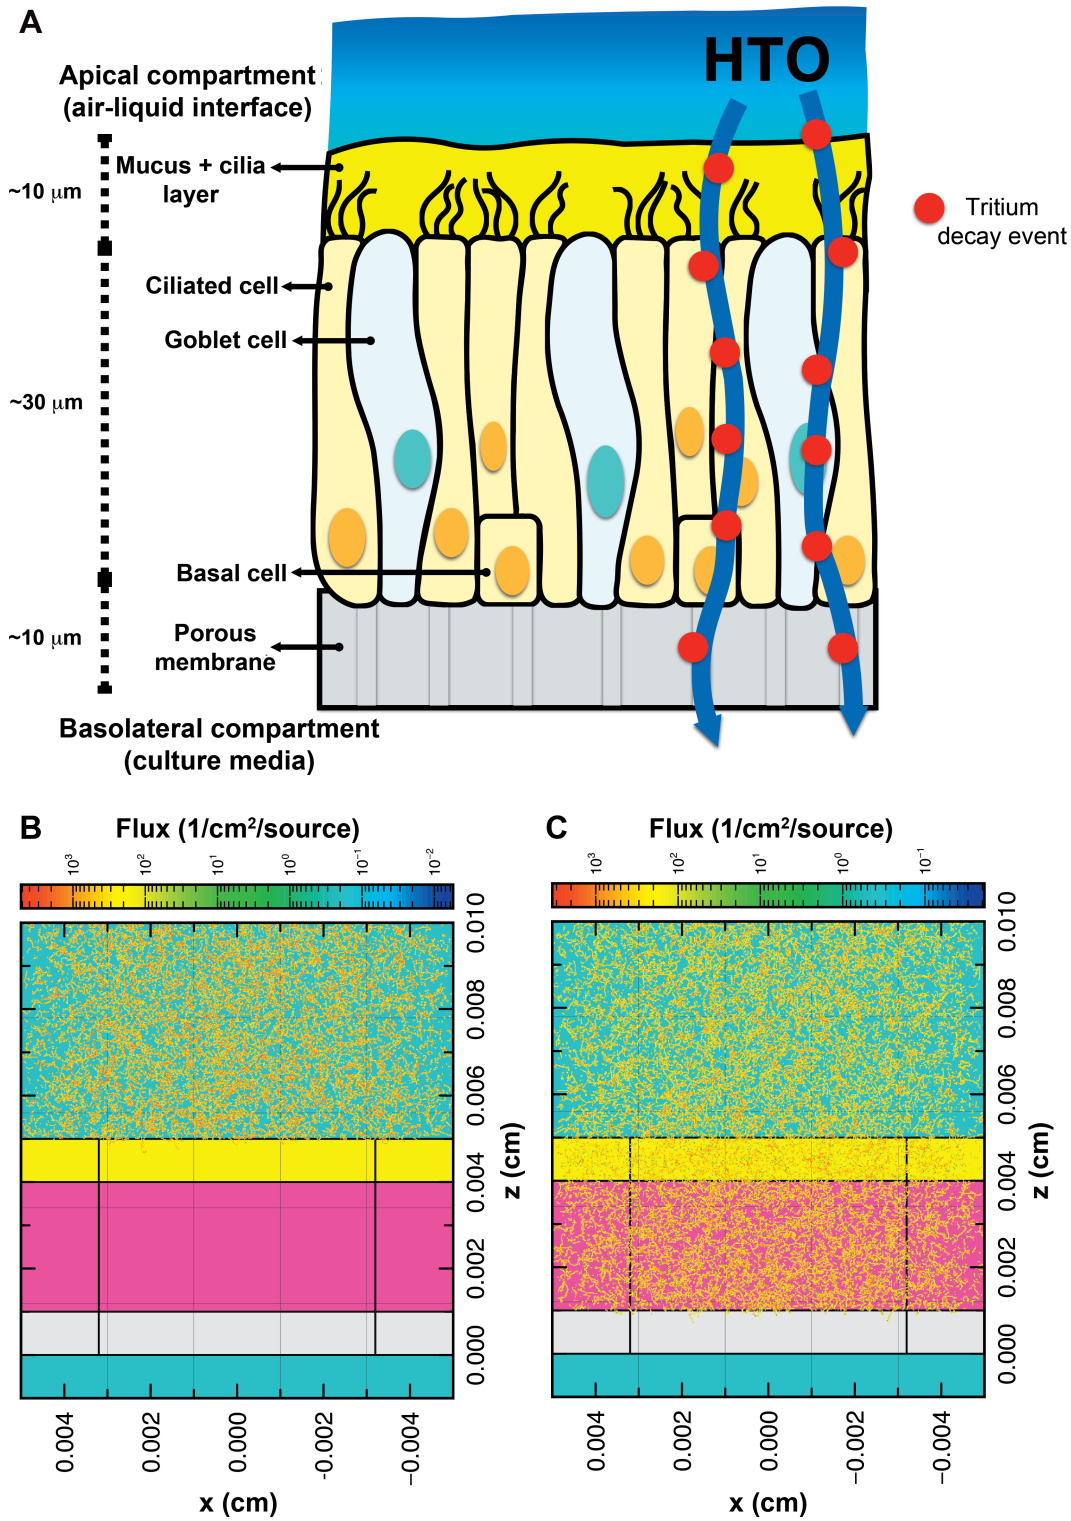 A
HTO
Apical compartment
(air-liquid interface)
Mucus + cilia
layer
~10 μm
Tritium
decay event
Ciliated cell
Goblet cell
~30 μm
Basal cell
Porous
membrane
~10 μm
Basolateral compartment
(culture media)
B
Flux (1/cm²/source)
10³ 10² 10¹ 10⁰ 10⁻¹ 10⁻²
0.010
0.008
0.006
0.004
0.002
0.000
z (cm)
0.004 0.002 0.000 -0.002 −0.004
x (cm)
C
Flux (1/cm²/source)
10³ 10² 10¹ 10⁰ 10⁻¹
0.010
0.008
0.006
0.004
0.002
0.000
z (cm)
0.004 0.002 0.000 −0.002 −0.004
x (cm)